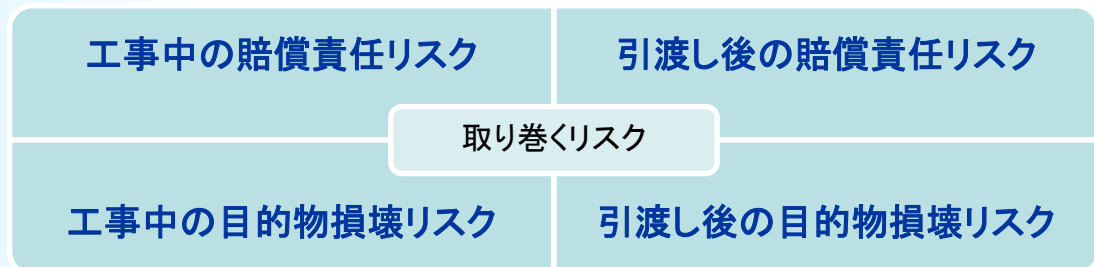 工事中の賠償責任リスク
引渡し後の賠償責任リスク
取り巻くリスク
工事中の目的物損壊リスク
引渡し後の目的物損壊リスク